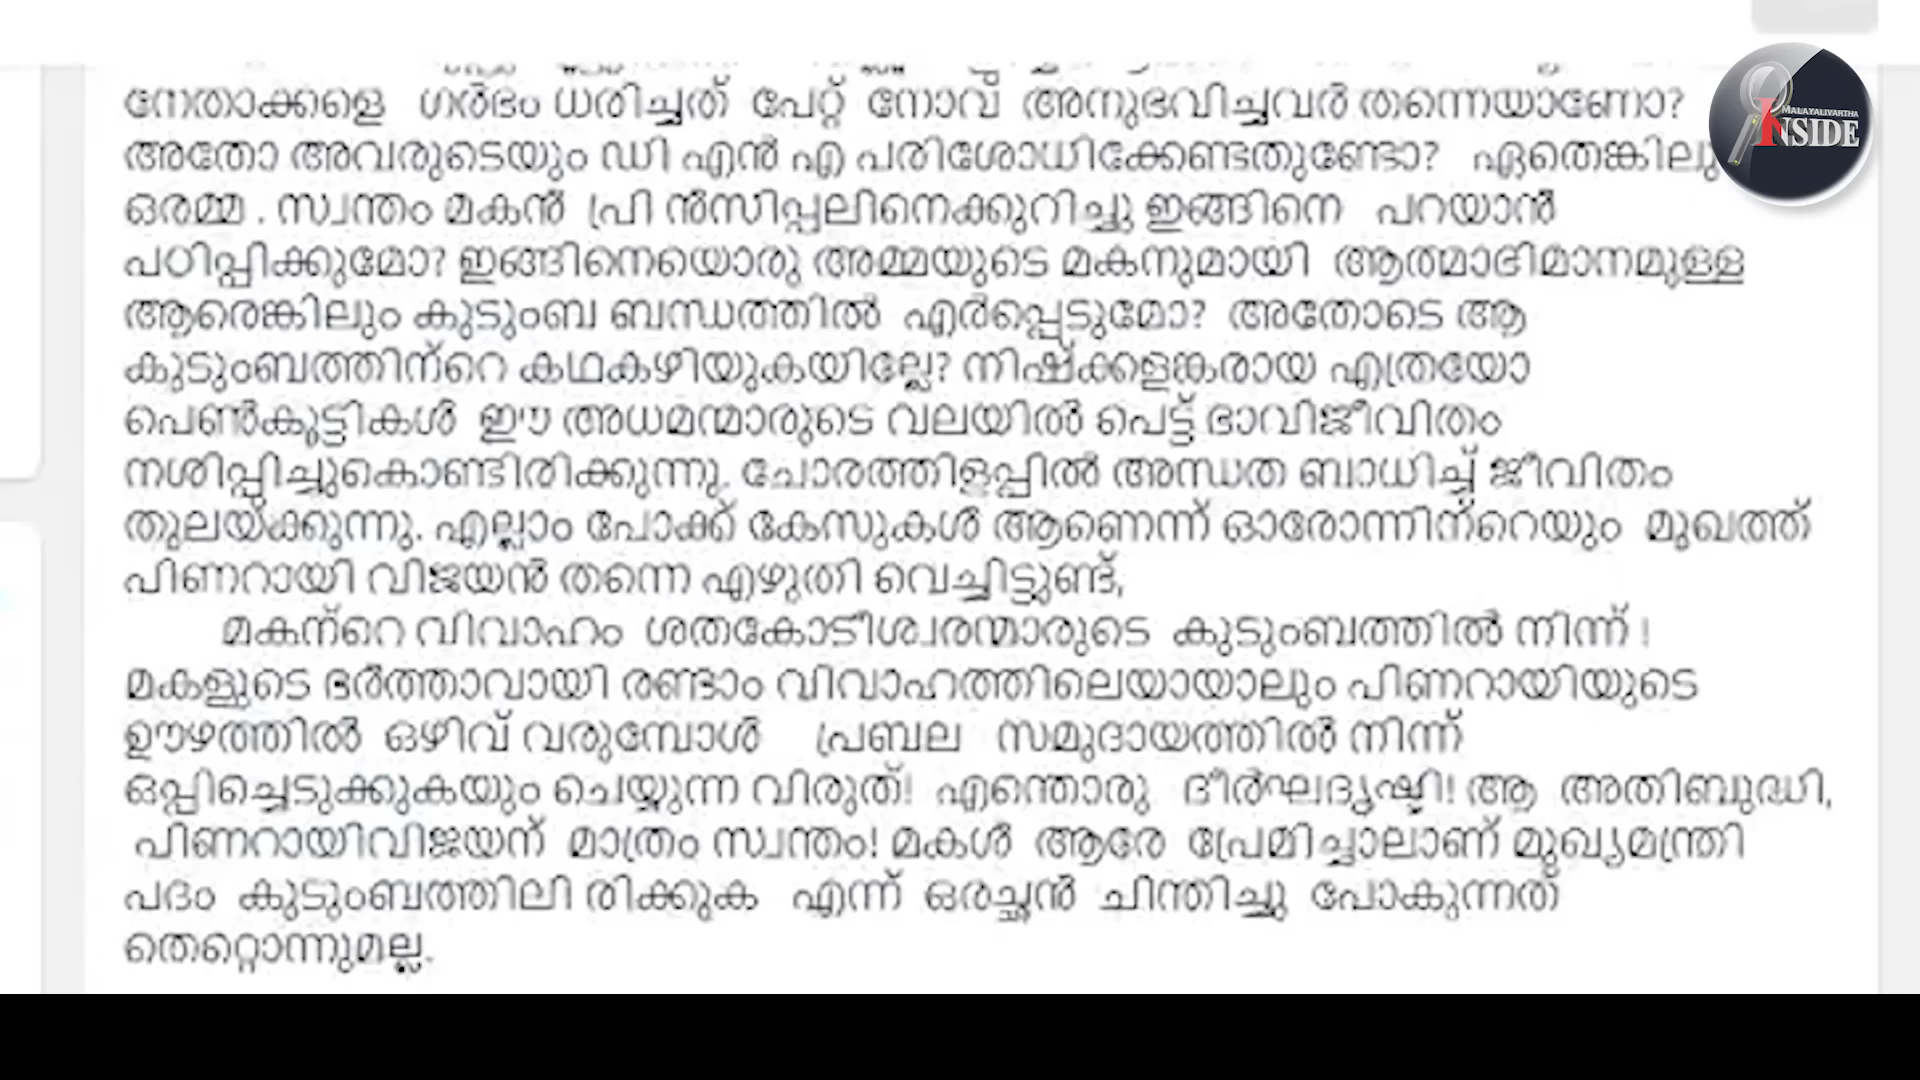 നേതാക്കളെ ഗർഭം ധരിച്ചത് പേറ്റ് നോവ് അനുഭവിച്ചവർ തന്നെയാണോ?
അതോ അവരുടെയും ഡി എൻ എ പരിശോധിക്കേണ്ടതുണ്ടോ? ഏതെങ്കിലു
ഒരമ്മ . സ്വന്തം മകൻ പ്രി ൻസിപ്പലിനെക്കുറിച്ചു ഇങ്ങിനെ പറയാൻ
പഠിപ്പിക്കുമോ? ഇങ്ങിനെയൊരു അമ്മയുടെ മകനുമായി ആത്മാഭിമാനമുള്ള
ആരെങ്കിലും കുടുംബ ബന്ധത്തിൽ എർപ്പെടുമോ? അതോടെ ആ
കുടുംബത്തിന്റെ കഥകഴിയുകയില്ലേ? നിഷ്ക്കളങ്കരായ എത്രയോ
പെൺകുട്ടികൾ ഈ അധമന്മാരുടെ വലയിൽ പെട്ട് ഭാവിജീവിതം
നശിപ്പിച്ചുകൊണ്ടിരിക്കുന്നു. ചോരത്തിളപ്പിൽ അന്ധത ബാധിച്ച് ജീവിതം
തുലയ്ക്കുന്നു. എല്ലാം പോക്ക് കേസുകൾ ആണെന്ന് ഓരോന്നിന്റെയും മുഖത്ത്
പിണറായി വിജയൻ തന്നെ എഴുതി വെച്ചിട്ടുണ്ട്,
മകന്റെ വിവാഹം ശതകോടീശ്വരന്മാരുടെ കുടുംബത്തിൽ നിന്ന് !
മകളുടെ ഭർത്താവായി രണ്ടാം വിവാഹത്തിലെയായാലും പിണറായിയുടെ
ഊഴത്തിൽ ഒഴിവ് വരുമ്പോൾ പ്രബല സമുദായത്തിൽ നിന്ന്
ഒപ്പിച്ചെടുക്കുകയും ചെയ്യുന്ന വിരുത്! എന്തൊരു ദീർഘദൃഷ്ടി! ആ അതിബുദ്ധി,
പിണറായിവിജയന് മാത്രം സ്വന്തം! മകൾ ആരേ പ്രേമിച്ചാലാണ് മുഖ്യമന്ത്രി
പദം കുടുംബത്തിലി രിക്കുക എന്ന് ഒരച്ഛൻ ചിന്തിച്ചു പോകുന്നത്
തെറ്റൊന്നുമല്ല.
MALAYALIVARTHA
INSIDE